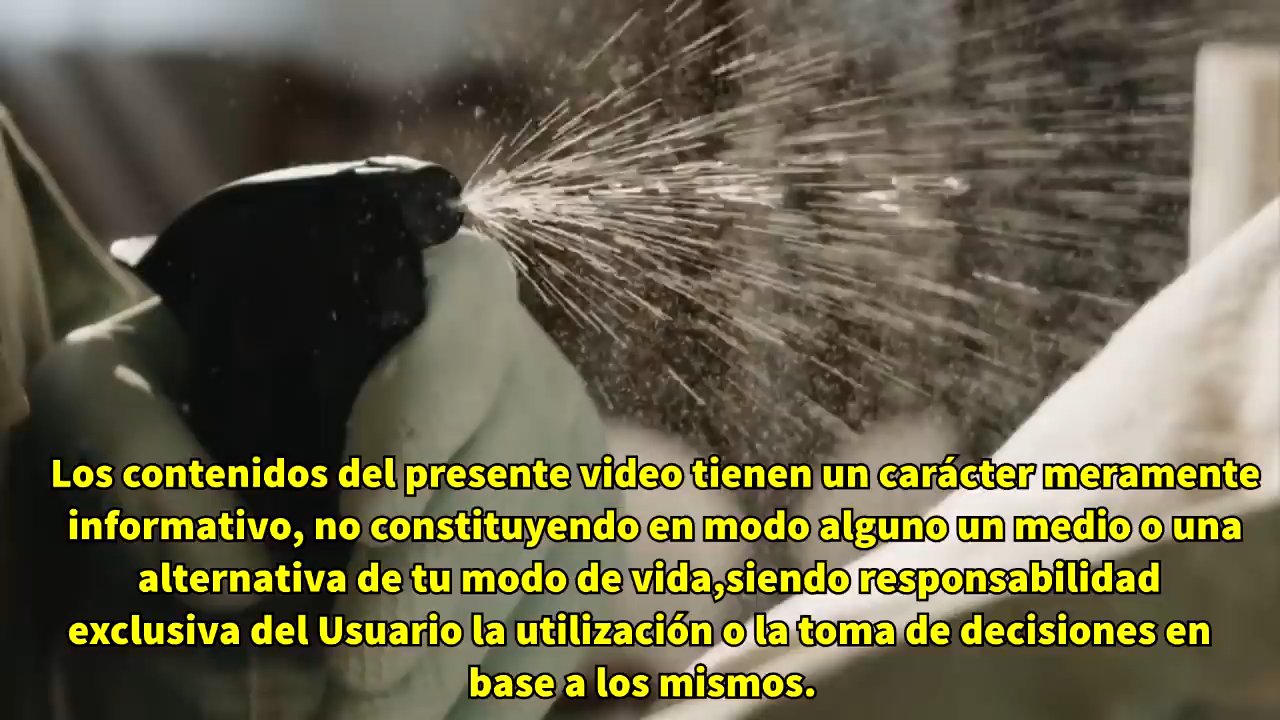 Los contenidos del presente video tienen un carácter meramente
informativo, no constituyendo en modo alguno un medio o una
alternativa de tu modo de vida,siendo responsabilidad
exclusiva del Usuario la utilización o la toma de decisiones en
base a los mismos.